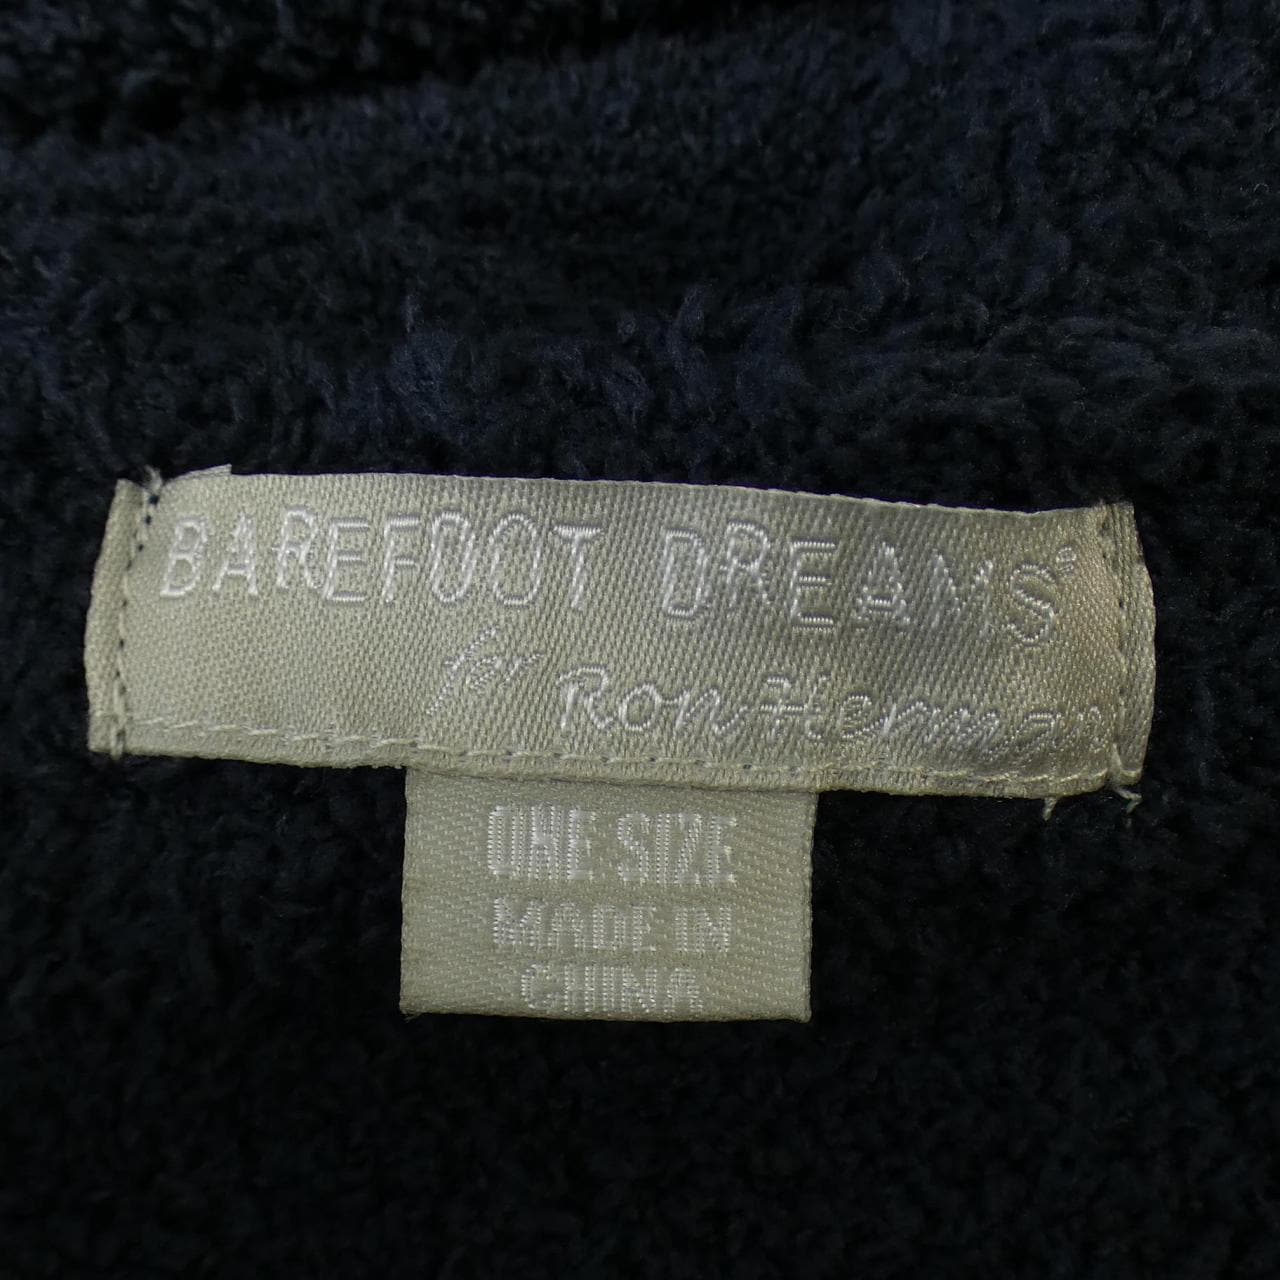 BAREFOOT DREAMS®
for Ron Herman
ONE SIZE
MADE IN
CHINA